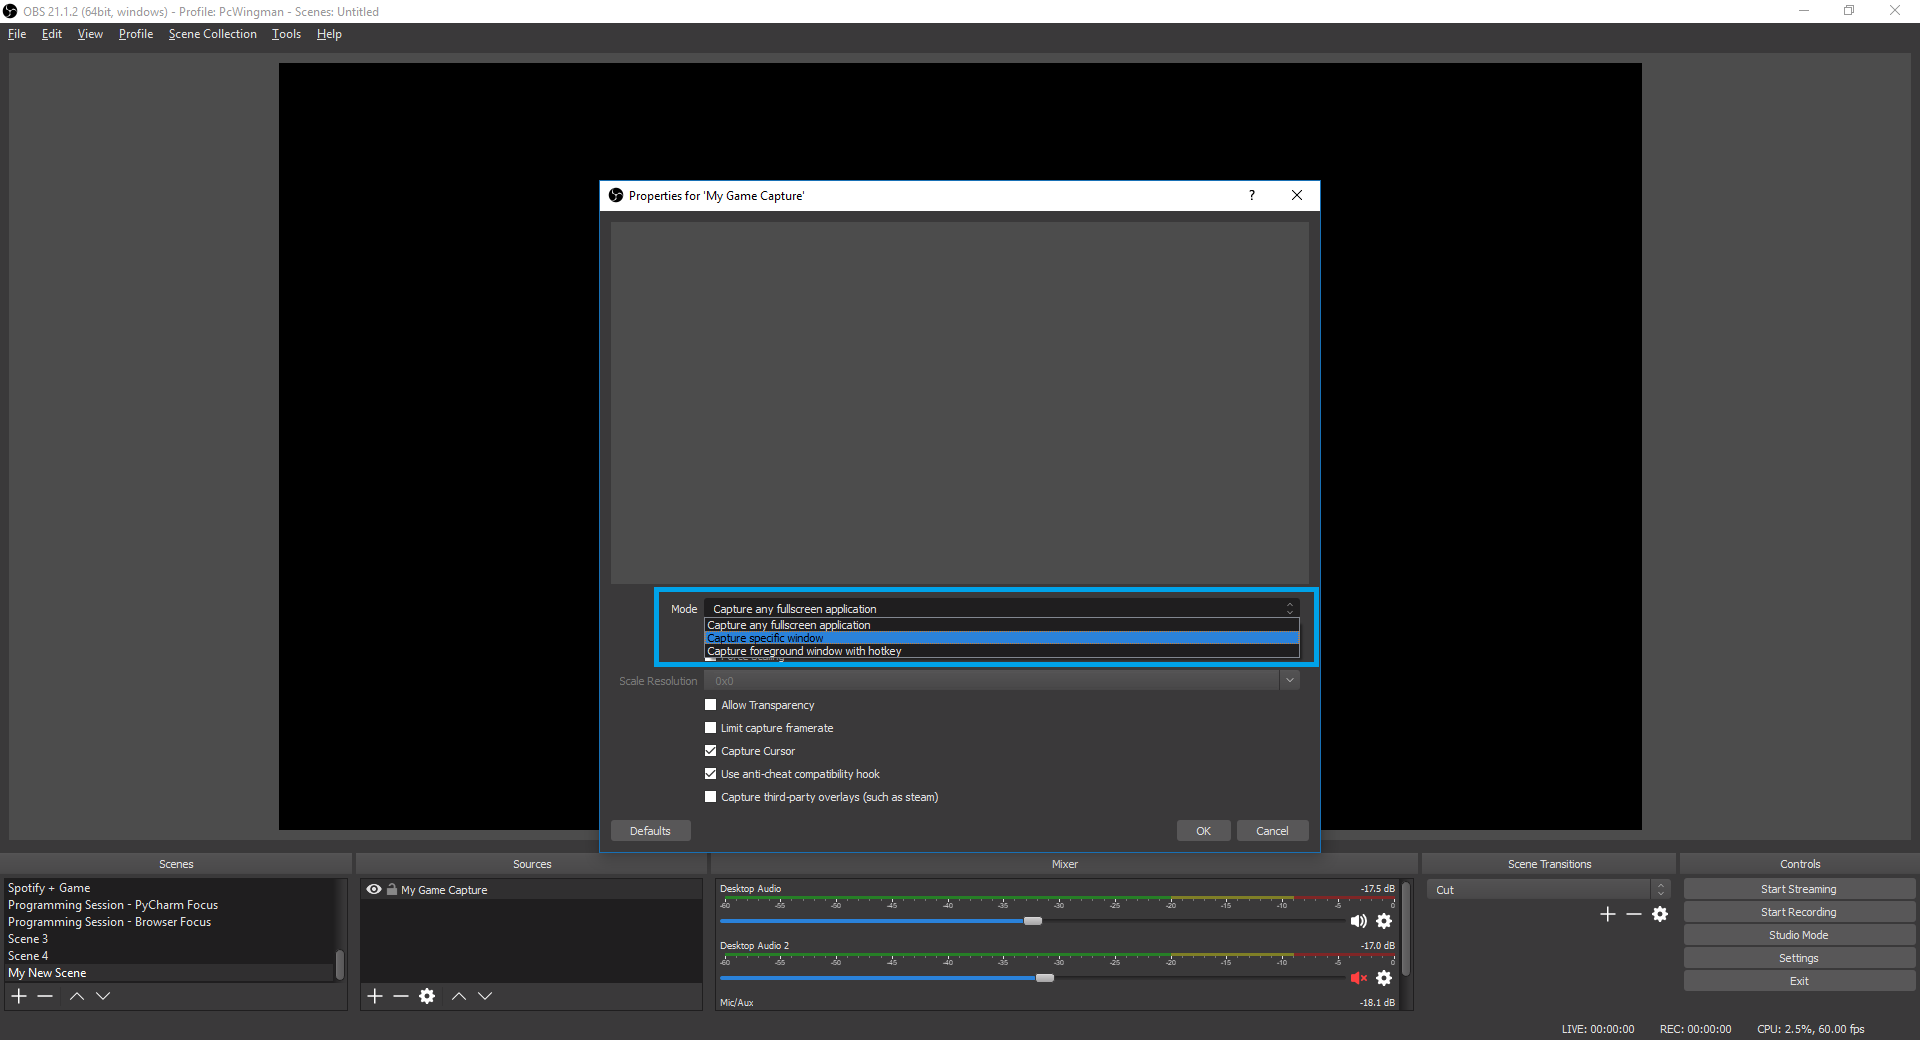 OBS 21.1.2 (64bit, windows) - Profile: PcWingman - Scenes: Untitled
File Edit View Profile Scene Collection Tools Help
Properties for 'My Game Capture'
?
Mode Capture any fullscreen application
Capture any fullscreen application
Capture specific window
Capture foreground window with hotkey
Scale Resolution 0x0
Allow Transparency
Limit capture framerate
Capture Cursor
Use anti-cheat compatibility hook
Capture third-party overlays (such as steam)
Defaults OK Cancel
Scenes
Spotify + Game
Programming Session - PyCharm Focus
Programming Session - Browser Focus
Scene 3
Scene 4
My New Scene
Sources
My Game Capture
Mixer
Desktop Audio -17.5 dB
-60 -55 -50 -45 -40 -35 -30 -25 -20 -15 -10 -5 0
Desktop Audio 2 -17.0 dB
-60 -55 -50 -45 -40 -35 -30 -25 -20 -15 -10 -5 0
Mic/Aux -18.1 dB
Scene Transitions
Cut
Controls
Start Streaming
Start Recording
Studio Mode
Settings
Exit
LIVE: 00:00:00 REC: 00:00:00 CPU: 2.5%, 60.00 fps